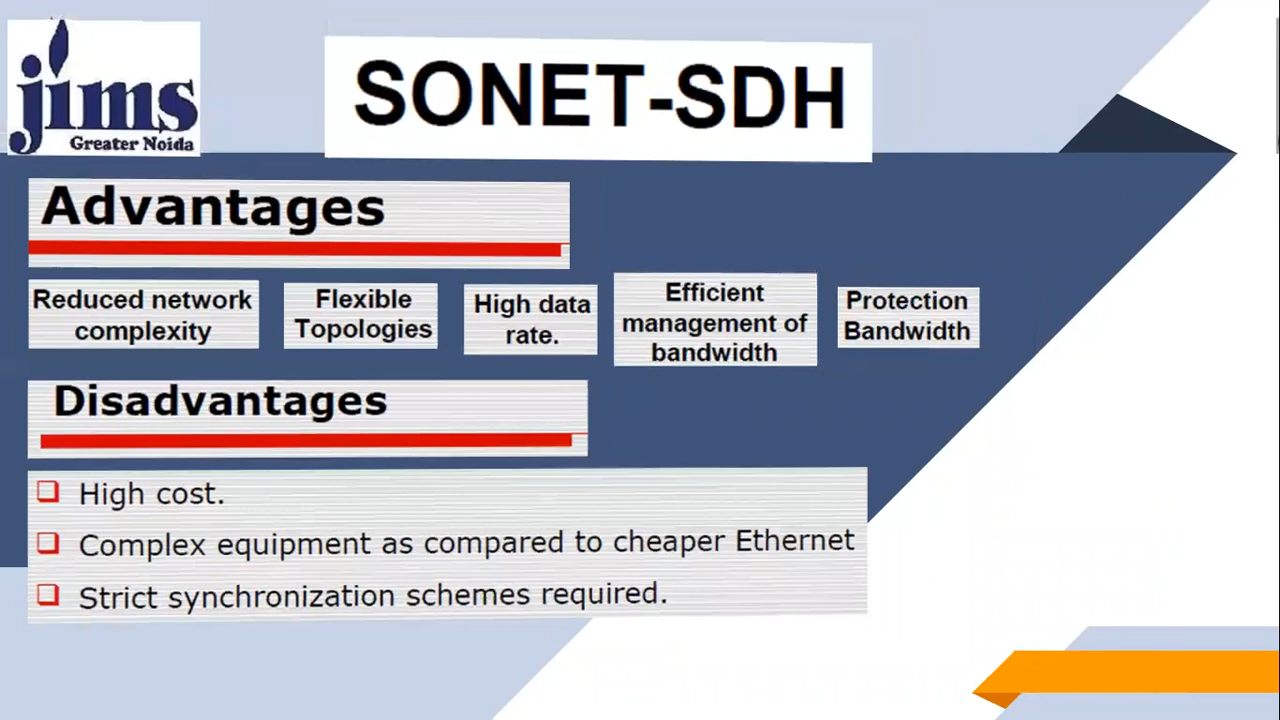 jims
Greater Noida
SONET-SDH
Advantages
Reduced network
complexity
Flexible
Topologies
High data
rate.
Efficient
management of
bandwidth
Protection
Bandwidth
Disadvantages
❑ High cost.
❑ Complex equipment as compared to cheaper Ethernet
❑ Strict synchronization schemes required.